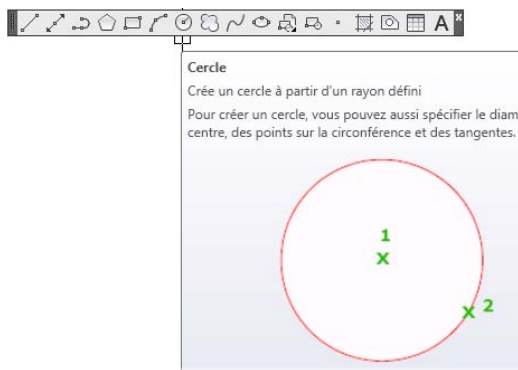 A
Cercle
Crée un cercle à partir d'un rayon défini
Pour créer un cercle, vous pouvez aussi spécifier le diam
centre, des points sur la circonférence et des tangentes.
1
x
x 2